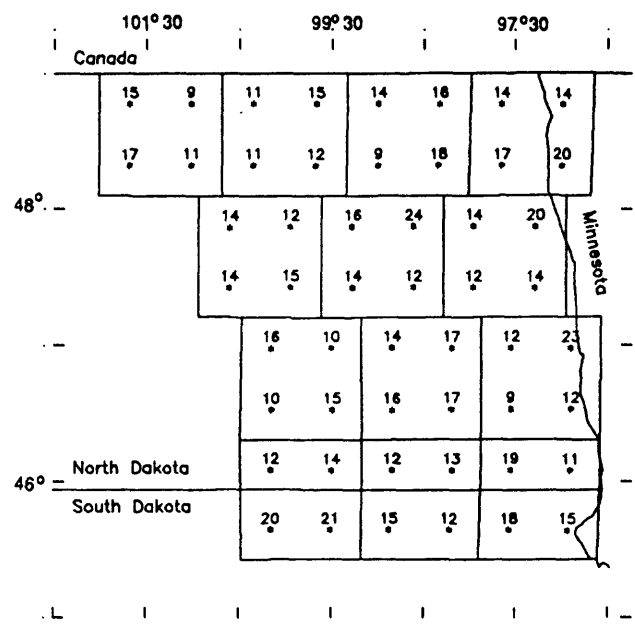 101°30 99°30 97°30
Canada
15 9 11 15 14 16 14 14
17 11 11 12 9 18 17 20
48°
14 12 16 24 14 20
Minnesota
14 15 14 12 12 14
16 10 14 17 12 23
10 15 16 17 9 12
North Dakota 12 14 12 13 19 11
46°
South Dakota
20 21 15 12 18 15